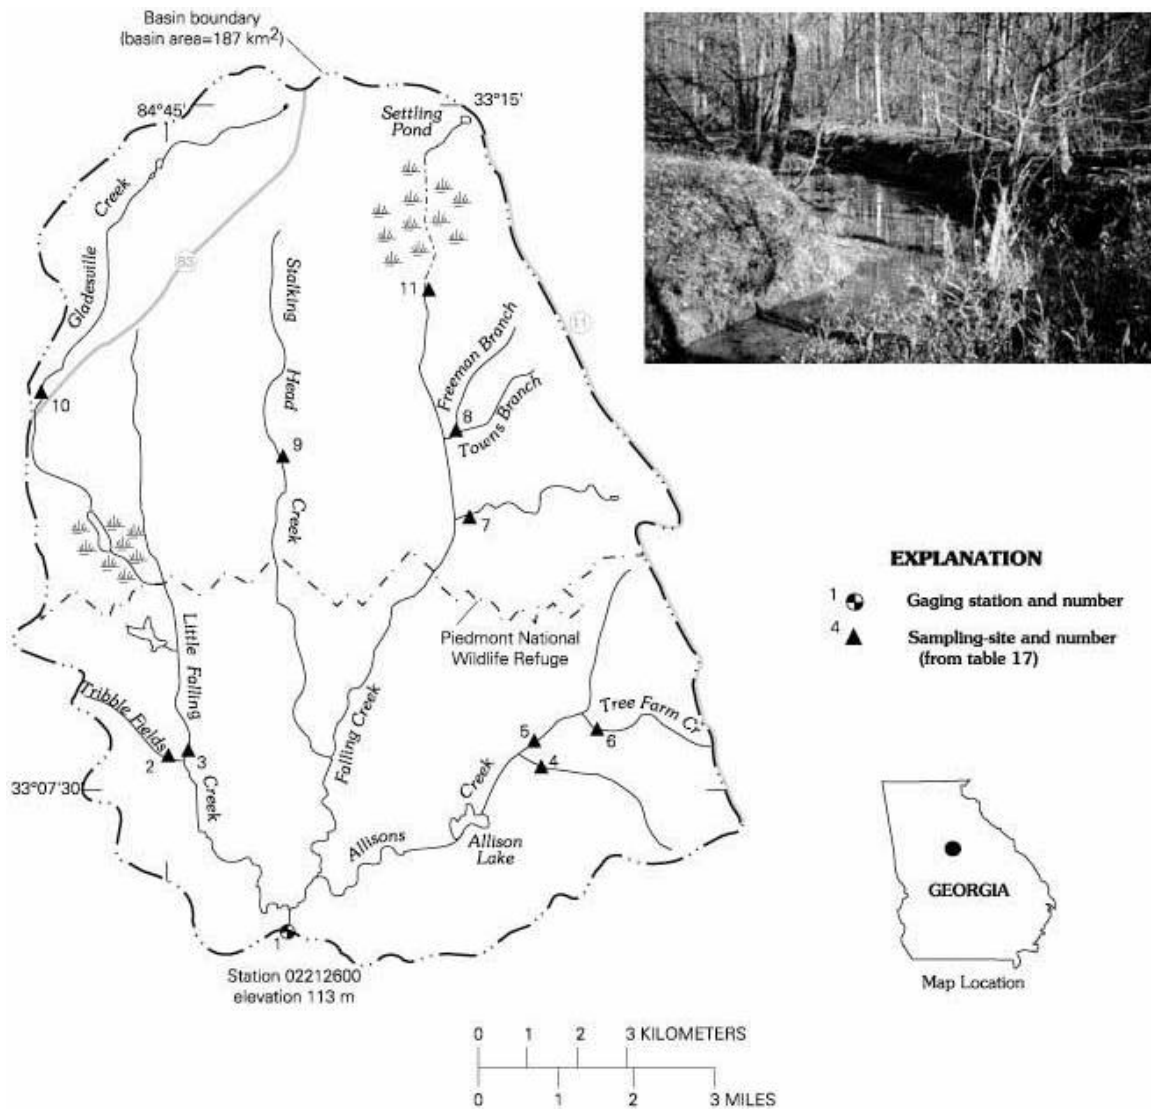 Basin boundary
(basin area=187 km2)
84°45'
33°15'
Settling
Pond
Gladesville
Creek
83
Stalking
Head
Creek
11
11
Freeman Branch
8
Towns Branch
10
9
7
Piedmont National
Wildlife Refuge
Little Falling
Creek
Tribble Fields
2
3
Falling Creek
Tree Farm Cr
5
6
4
33°07'30
Allisons
Creek
Allison
Lake
1
Station 02212600
elevation 113 m
EXPLANATION
1 Gaging station and number
4 Sampling-site and number
(from table 17)
GEORGIA
Map Location
0 1 2 3 KILOMETERS
0 1 2 3 MILES